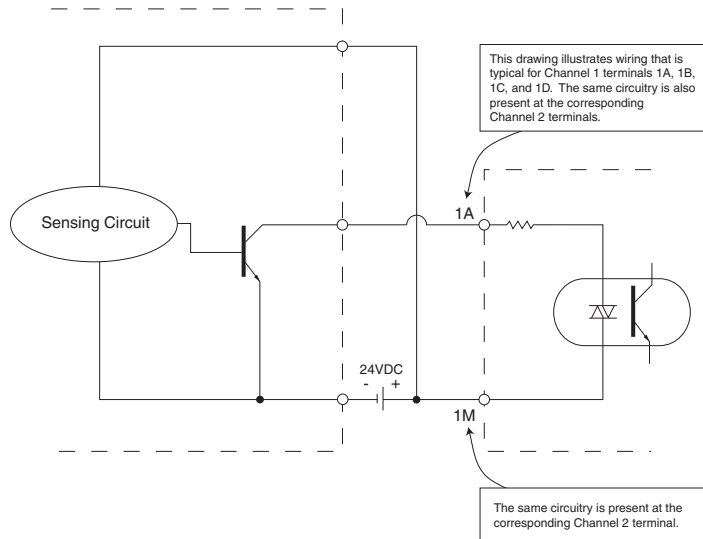 This drawing illustrates wiring that is
typical for Channel 1 terminals 1A, 1B,
1C, and 1D. The same circuitry is also
present at the corresponding
Channel 2 terminals.
Sensing Circuit
1A
24VDC
- +
1M
The same circuitry is present at the
corresponding Channel 2 terminal.